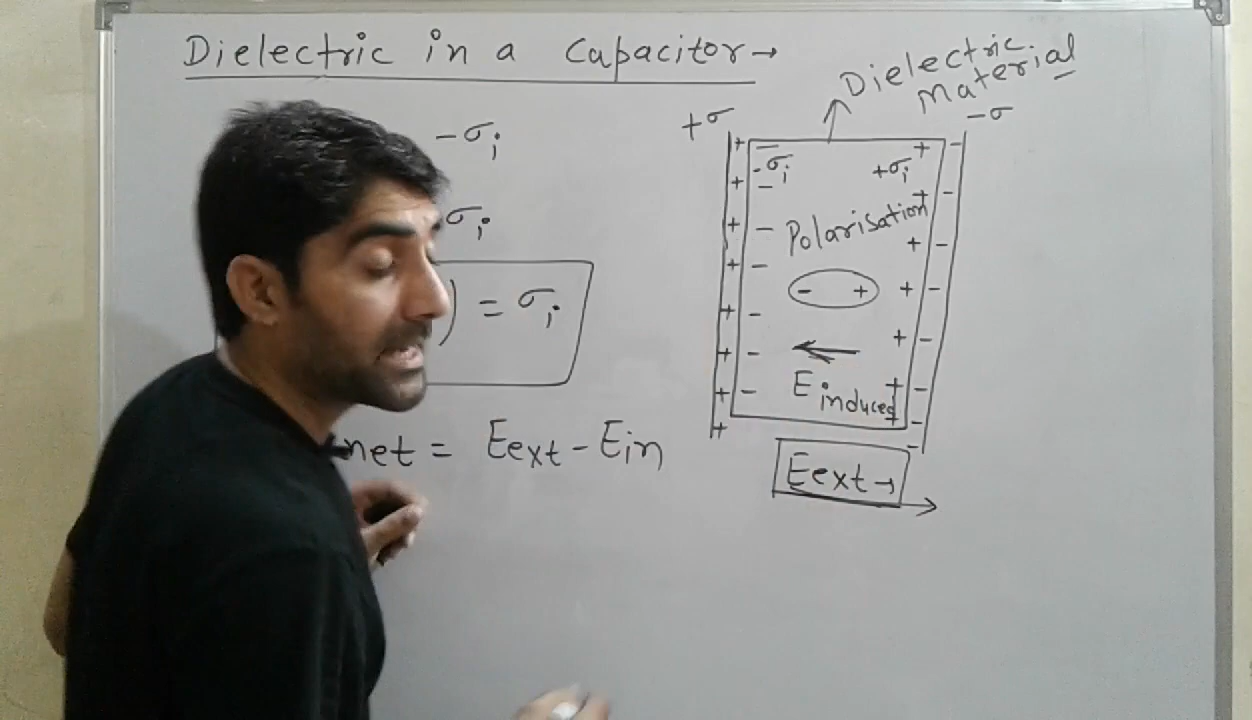 Dielectric in a Capacitor→
Dielectric
Material
+σ
-σ
-σi
-σi
+σi
σi
Polarisation
) = σi
- +
E induced
net = Eext - Ein
Eext→